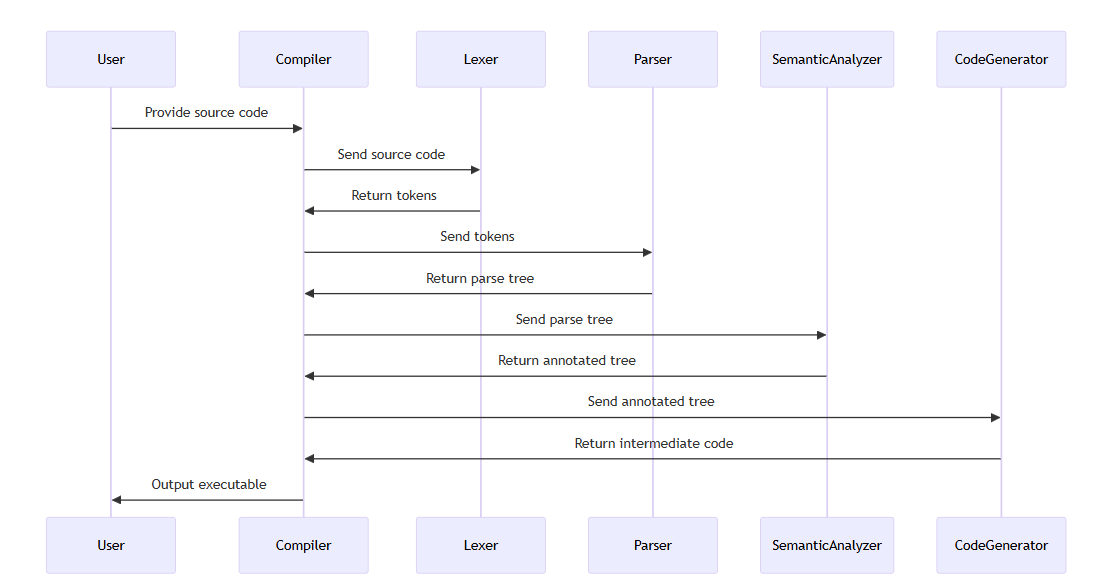 User
Compiler
Lexer
Parser
SemanticAnalyzer
CodeGenerator
Provide source code
Send source code
Return tokens
Send tokens
Return parse tree
Send parse tree
Return annotated tree
Send annotated tree
Return intermediate code
Output executable
User
Compiler
Lexer
Parser
SemanticAnalyzer
CodeGenerator